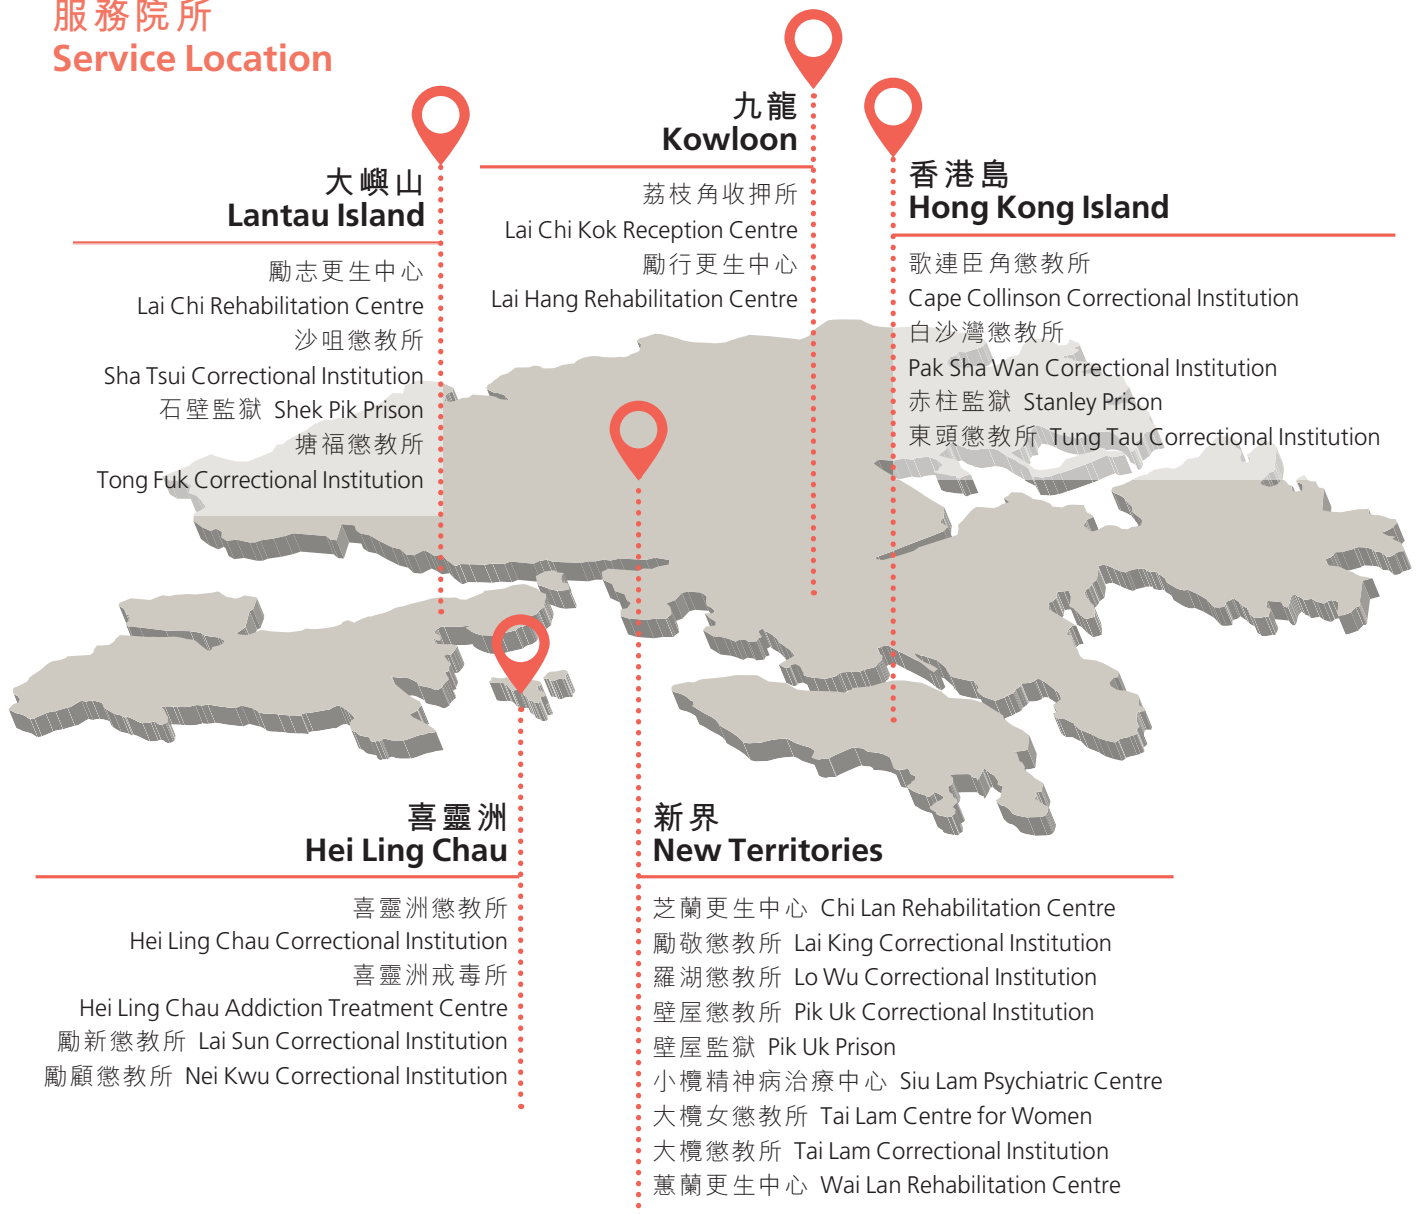 服務院所
Service Location
大嶼山
Lantau Island
勵志更生中心
Lai Chi Rehabilitation Centre
沙咀懲教所
Sha Tsui Correctional Institution
石壁監獄 Shek Pik Prison
塘福懲教所
Tong Fuk Correctional Institution
九龍
Kowloon
荔枝角收押所
Lai Chi Kok Reception Centre
勵行更生中心
Lai Hang Rehabilitation Centre
香港島
Hong Kong Island
歌連臣角懲教所
Cape Collinson Correctional Institution
白沙灣懲教所
Pak Sha Wan Correctional Institution
赤柱監獄 Stanley Prison
東頭懲教所 Tung Tau Correctional Institution
喜靈洲
Hei Ling Chau
喜靈洲懲教所
Hei Ling Chau Correctional Institution
喜靈洲戒毒所
Hei Ling Chau Addiction Treatment Centre
勵新懲教所 Lai Sun Correctional Institution
勵顧懲教所 Nei Kwu Correctional Institution
新界
New Territories
芝蘭更生中心 Chi Lan Rehabilitation Centre
勵敬懲教所 Lai King Correctional Institution
羅湖懲教所 Lo Wu Correctional Institution
壁屋懲教所 Pik Uk Correctional Institution
壁屋監獄 Pik Uk Prison
小欖精神病治療中心 Siu Lam Psychiatric Centre
大欖女懲教所 Tai Lam Centre for Women
大欖懲教所 Tai Lam Correctional Institution
蕙蘭更生中心 Wai Lan Rehabilitation Centre